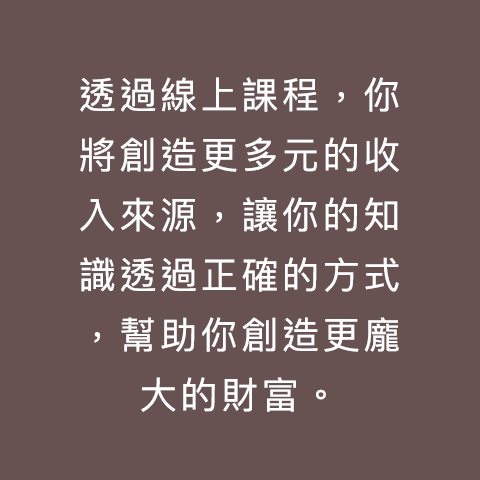 透過線上課程，你
將創造更多元的收
入來源，讓你的知
識透過正確的方式
，幫助你創造更龐
大的財富。